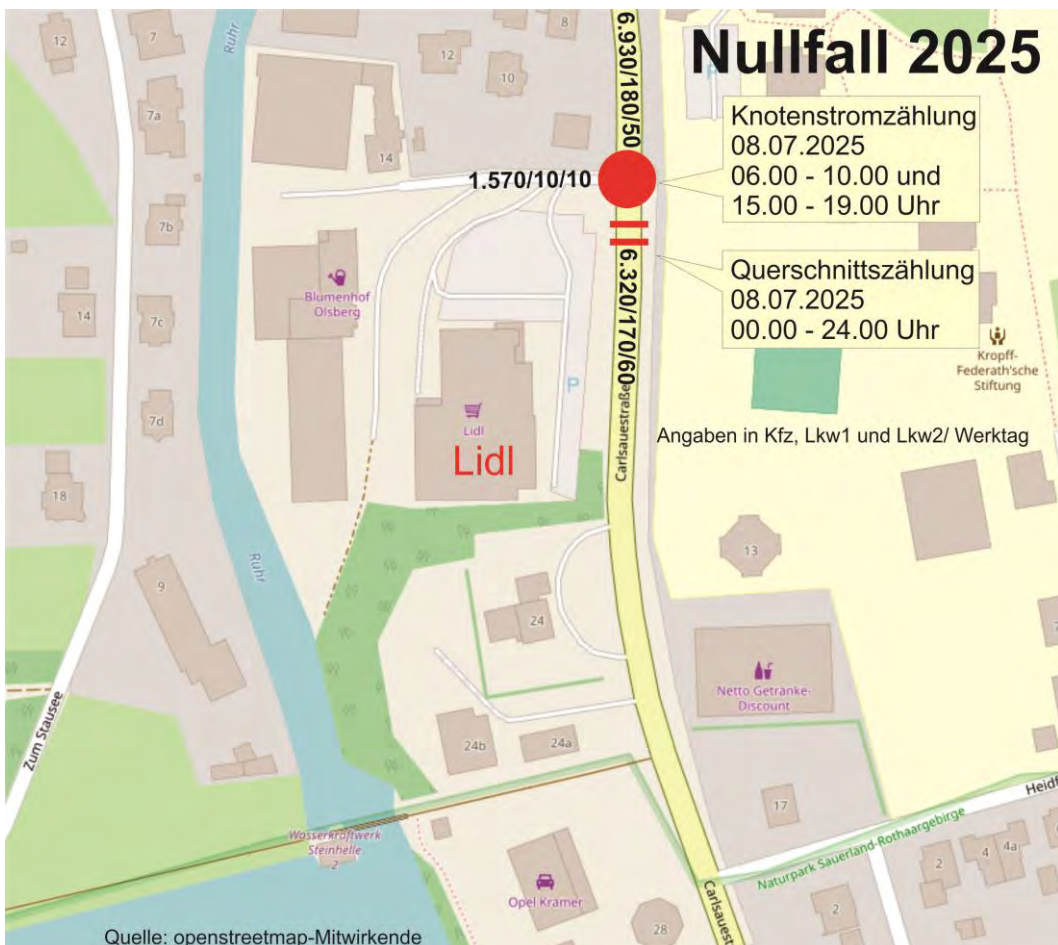 Nullfall 2025
6.930/180/50
Knotenstromzählung
08.07.2025
06.00 - 10.00 und
15.00 - 19.00 Uhr
1.570/10/10
Querschnittszählung
08.07.2025
00.00 - 24.00 Uhr
6.320/170/60
Angaben in Kfz, Lkw1 und Lkw2/ Werktag
Ruhr
12
7
8
12
10
P
7a
14
7b
Blumenhof
Olsberg
14
7c
Kropff-
Federath'sche
Stiftung
P
Carlsauestraße
7d
Lidl
Lidl
18
Ruhr
13
9
24
Netto Getränke-
Discount
Zum Stausee
24b
24a
17
Heidf
Wasserkraftwerk
Steinhelle
2
Naturpark Sauerland-Rothaargebirge
2
4
4a
7
Opel Kramer
Carlsauest
28
2
Quelle: openstreetmap-Mitwirkende